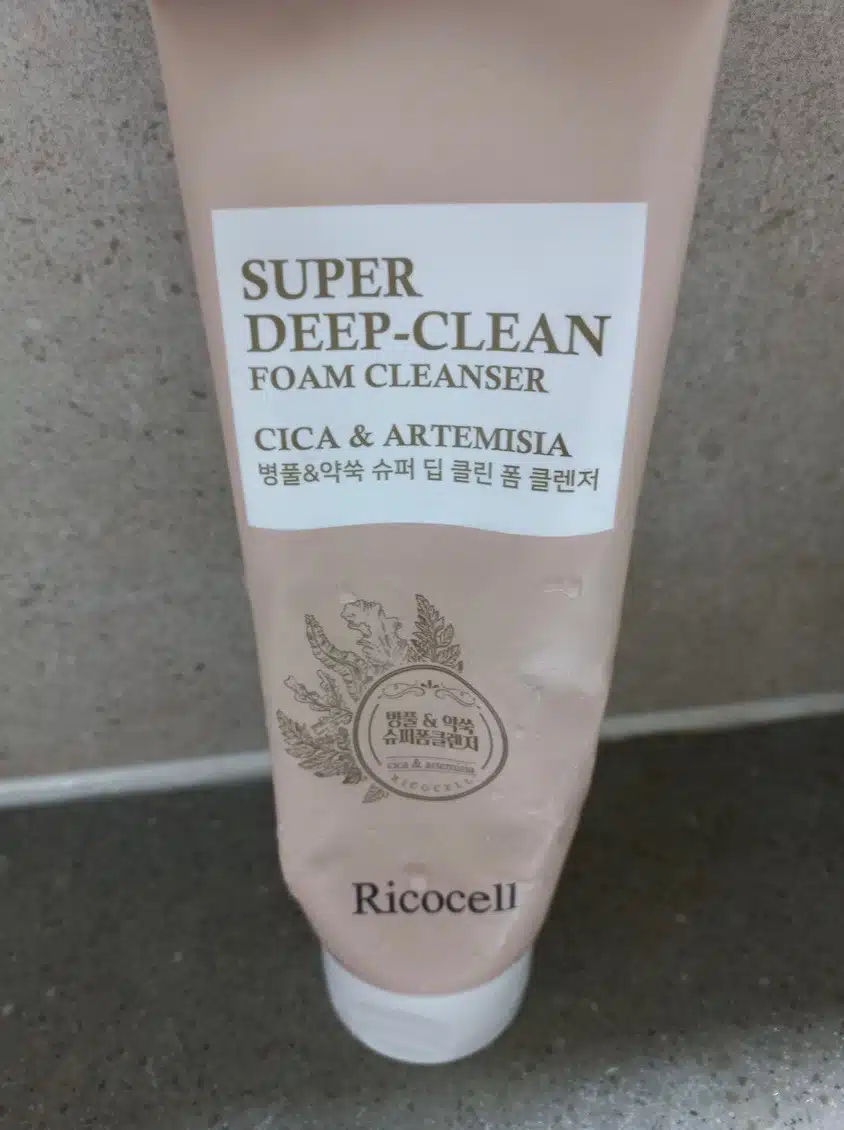 SUPER
DEEP-CLEAN
FOAM CLEANSER
CICA & ARTEMISIA
병풀&약쑥 슈퍼 딥 클린 폼 클렌저
병풀 & 약쑥
슈퍼폼클렌저
cica & artemisia
RICOCELL
Ricocell